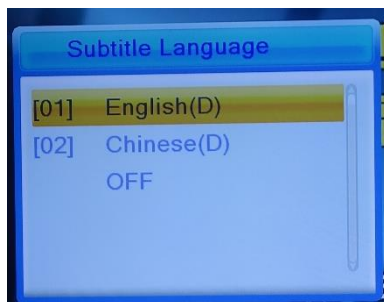 Subtitle Language
[01] English(D)
[02] Chinese(D)
OFF